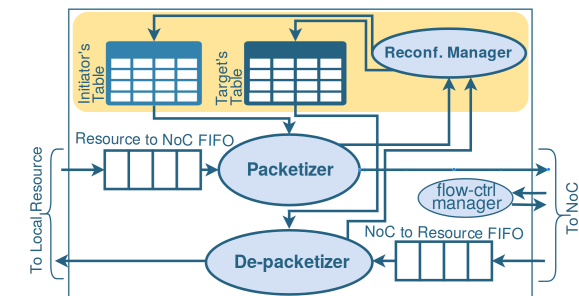 Initiator's
Table
Target's
Table
Reconf. Manager
Resource to NoC FIFO
Packetizer
flow-ctrl
manager
To Local Resource
To NoC
NoC to Resource FIFO
De-packetizer